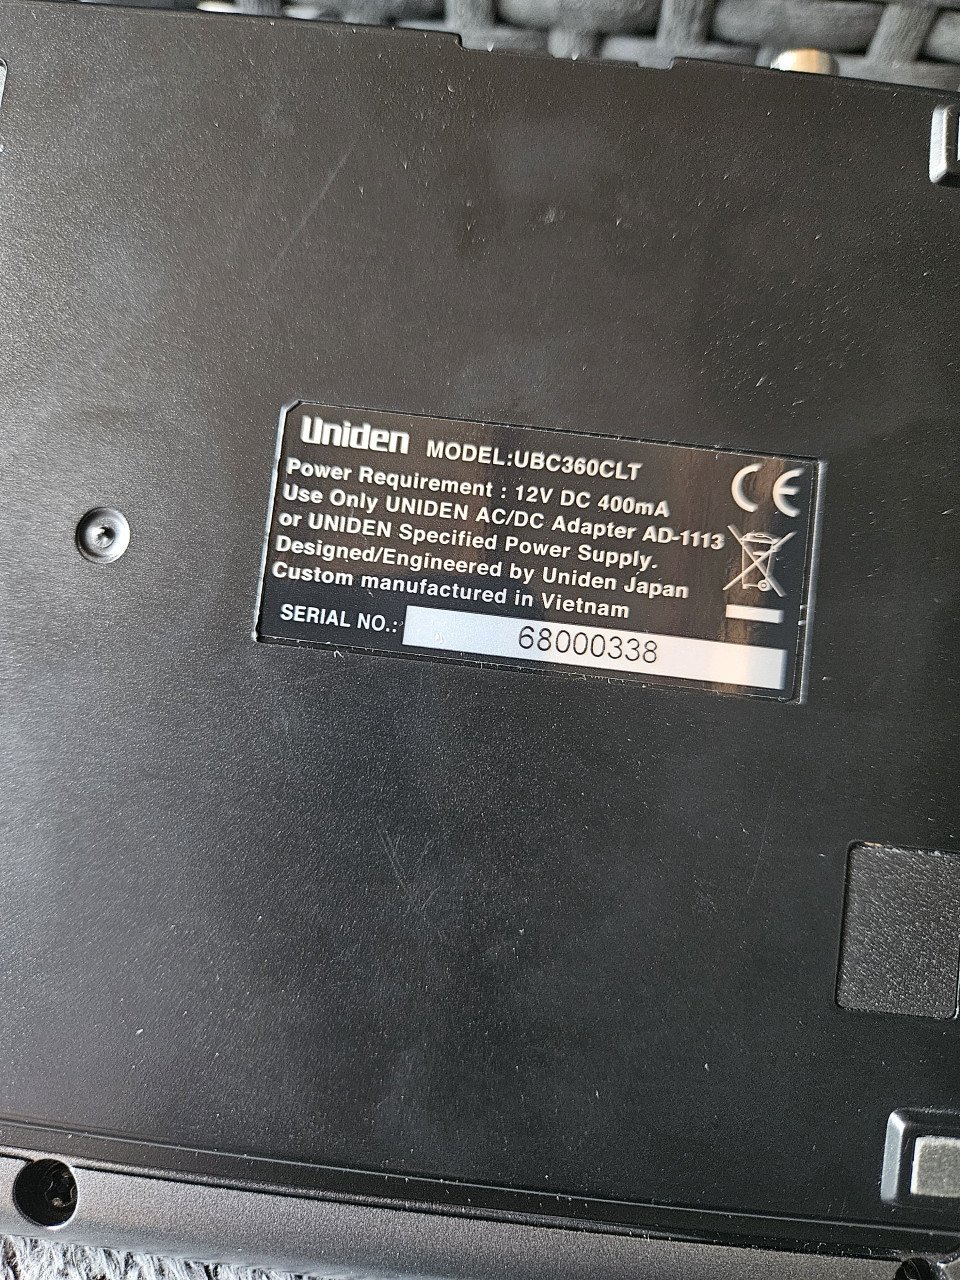 Uniden MODEL:UBC360CLT
Power Requirement : 12V DC 400mA
Use Only UNIDEN AC/DC Adapter AD-1113
or UNIDEN Specified Power Supply.
Designed/Engineered by Uniden Japan
Custom manufactured in Vietnam
SERIAL NO.: 68000338
CE